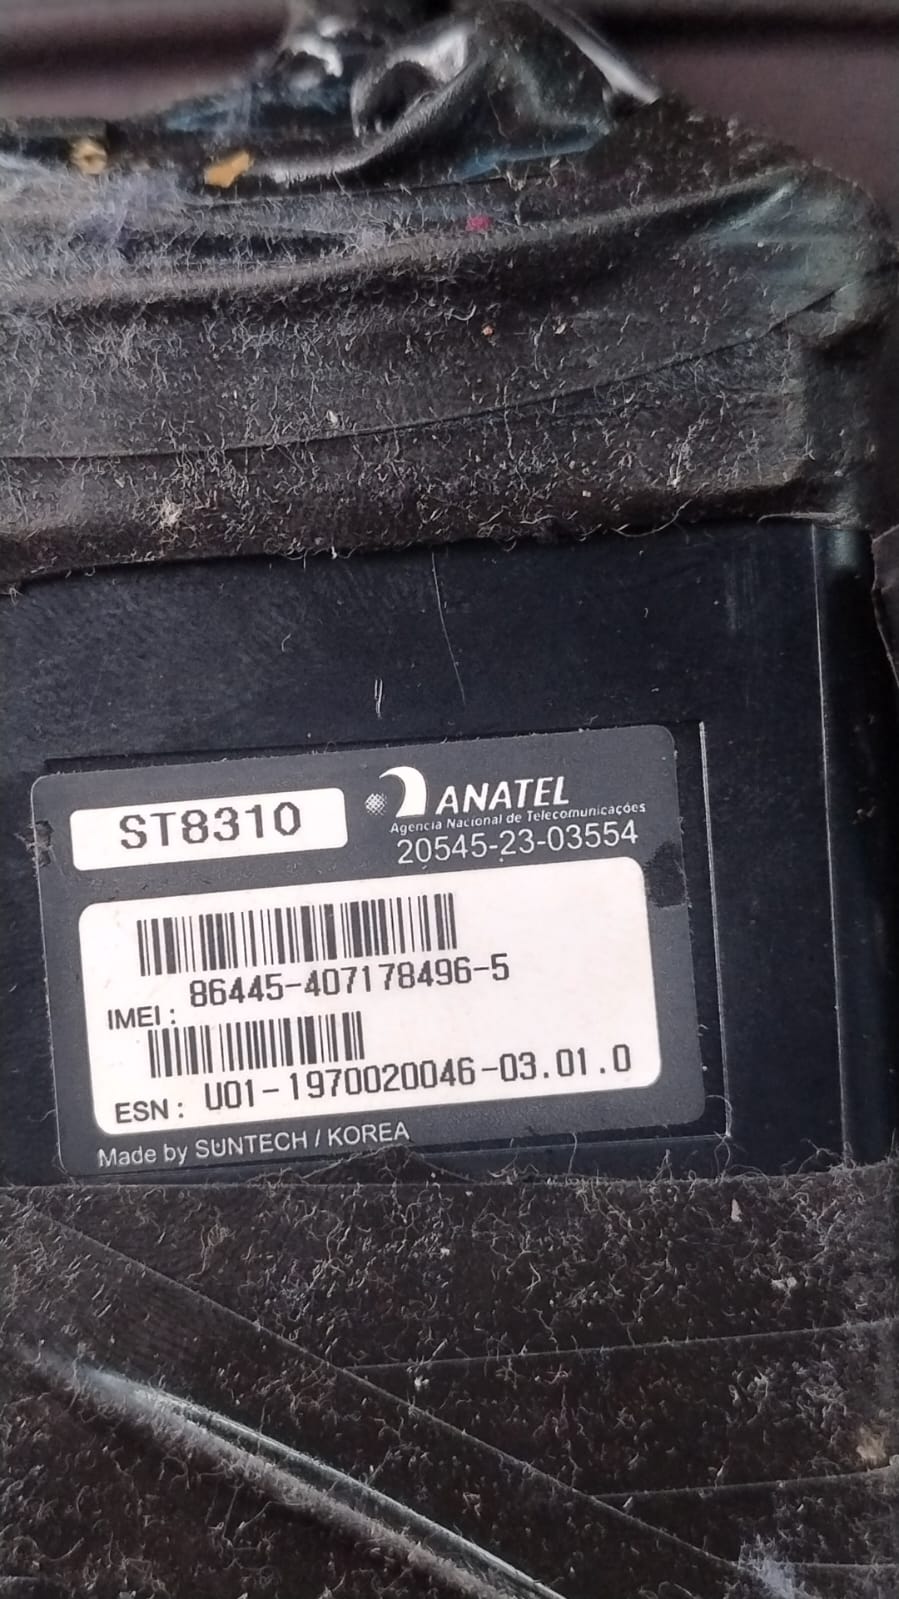 ST8310
ANATEL
Agencia Nacional de Telecomunicações
20545-23-03554
86445-407178496-5
IMEI :
U01-1970020046-03.01.0
ESN :
Made by SUNTECH / KOREA